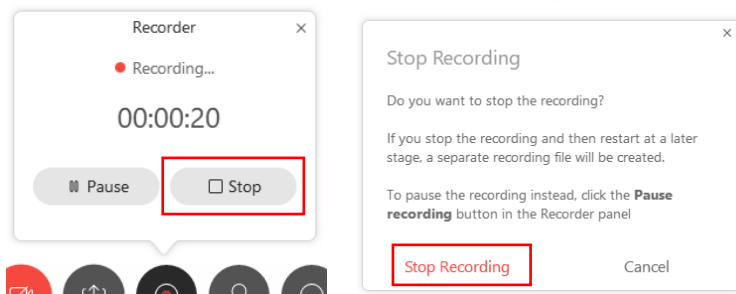 Recorder
Recording...
00:00:20
Pause
Stop
Stop Recording
Do you want to stop the recording?
If you stop the recording and then restart at a later
stage, a separate recording file will be created.
To pause the recording instead, click the Pause
recording button in the Recorder panel
Stop Recording
Cancel